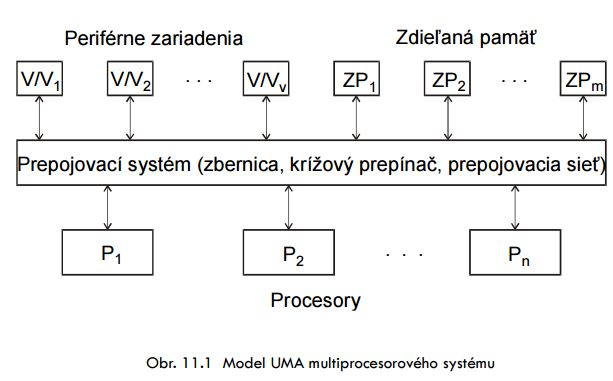 Periférne zariadenia Zdieľaná pamäť
V/V1 V/V2 . . . V/Vv ZP1 ZP2 . . . ZPm
Prepojovací systém (zbernica, krížový prepínač, prepojovacia sieť)
P1 P2 . . . Pn
Procesory
Obr. 11.1 Model UMA multiprocesorového systému